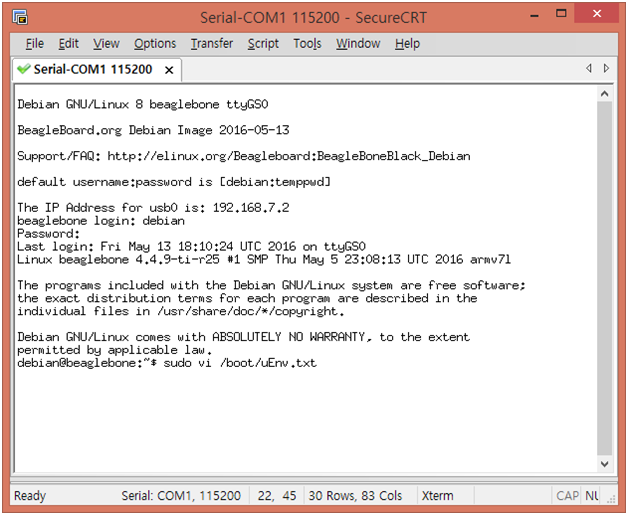 Serial-COM1 115200 - SecureCRT
File Edit View Options Transfer Script Tools Window Help
Serial-COM1 115200
Debian GNU/Linux 8 beaglebone ttyGS0
BeagleBoard.org Debian Image 2016-05-13
Support/FAQ: http://elinux.org/Beagleboard:BeagleBoneBlack_Debian
default username:password is [debian:temppwd]
The IP Address for usb0 is: 192.168.7.2
beaglebone login: debian
Password:
Last login: Fri May 13 18:10:24 UTC 2016 on ttyGS0
Linux beaglebone 4.4.9-ti-r25 #1 SMP Thu May 5 23:08:13 UTC 2016 armv7l
The programs included with the Debian GNU/Linux system are free software;
the exact distribution terms for each program are described in the
individual files in /usr/share/doc/*/copyright.
Debian GNU/Linux comes with ABSOLUTELY NO WARRANTY, to the extent
permitted by applicable law.
debian@beaglebone:~$ sudo vi /boot/uEnv.txt
Ready Serial: COM1, 115200 22, 45 30 Rows, 83 Cols Xterm CAP